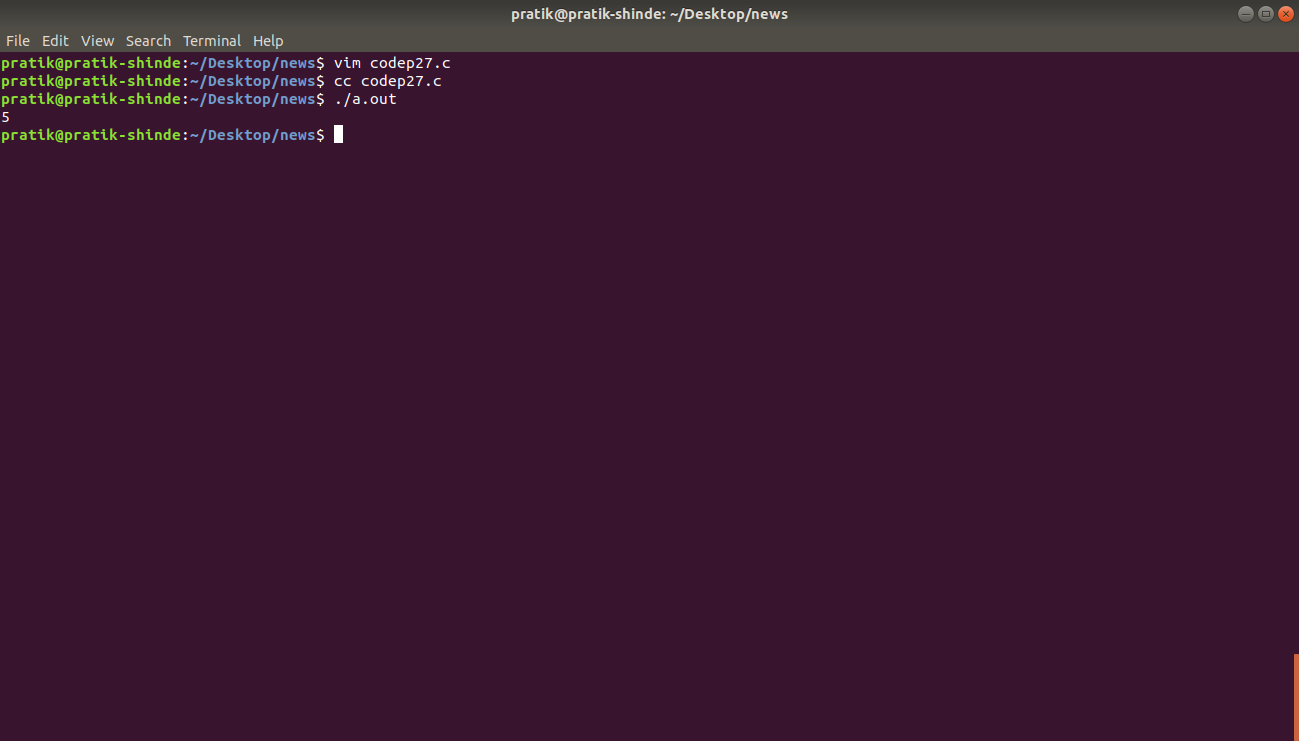 pratik@pratik-shinde: ~/Desktop/news
File Edit View Search Terminal Help
pratik@pratik-shinde:~/Desktop/news$ vim codep27.c
pratik@pratik-shinde:~/Desktop/news$ cc codep27.c
pratik@pratik-shinde:~/Desktop/news$ ./a.out
5
pratik@pratik-shinde:~/Desktop/news$